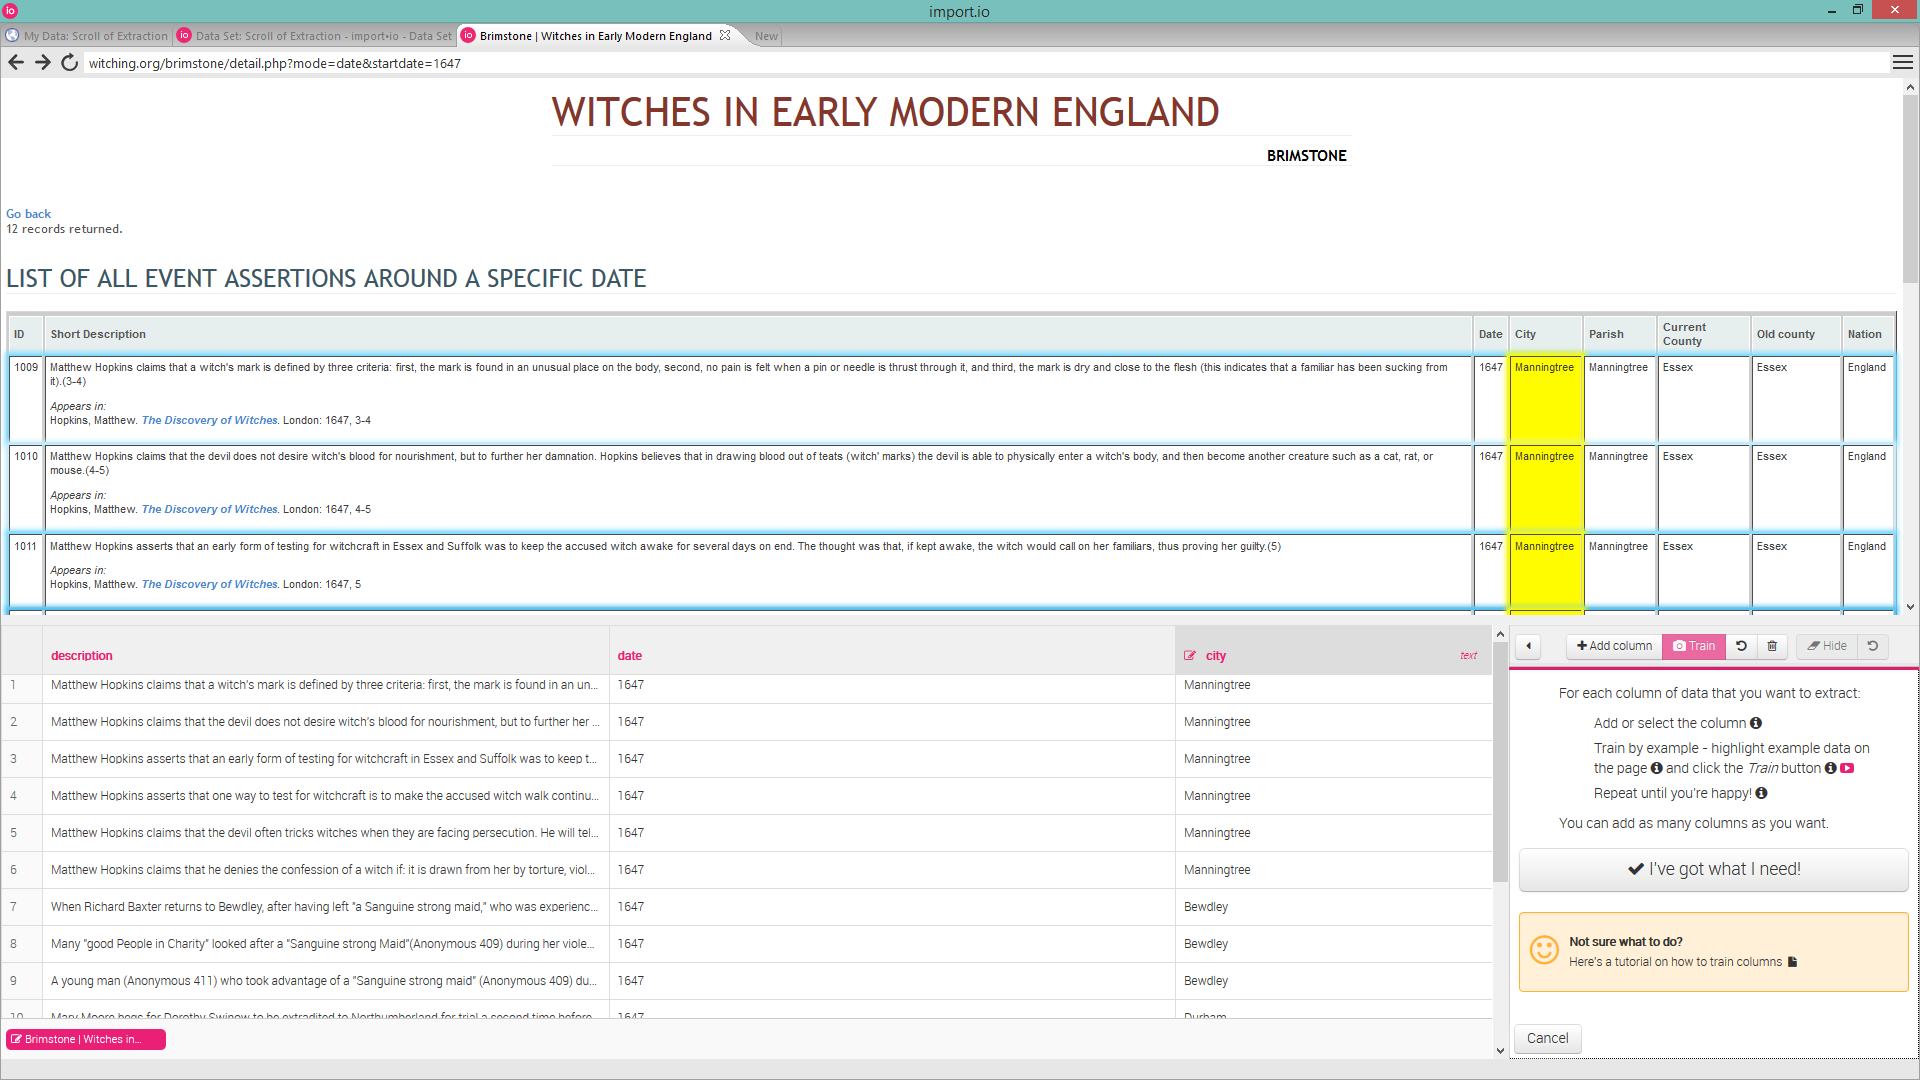 import.io
My Data: Scroll of Extraction
Data Set: Scroll of Extraction - import•io - Data Set
Brimstone | Witches in Early Modern England
New
witching.org/brimstone/detail.php?mode=date&startdate=1647
WITCHES IN EARLY MODERN ENGLAND
BRIMSTONE
Go back
12 records returned.
LIST OF ALL EVENT ASSERTIONS AROUND A SPECIFIC DATE
ID Short Description Date City Parish Current County Old county Nation
1009 Matthew Hopkins claims that a witch's mark is defined by three criteria: first, the mark is found in an unusual place on the body, second, no pain is felt when a pin or needle is thrust through it, and third, the mark is dry and close to the flesh (this indicates that a familiar has been sucking from 1647 Manningtree Manningtree Essex Essex England
it).(3-4)
Appears in:
Hopkins, Matthew. The Discovery of Witches. London: 1647, 3-4
1010 Matthew Hopkins claims that the devil does not desire witch's blood for nourishment, but to further her damnation. Hopkins believes that in drawing blood out of teats (witch' marks) the devil is able to physically enter a witch's body, and then become another creature such as a cat, rat, or 1647 Manningtree Manningtree Essex Essex England
mouse.(4-5)
Appears in:
Hopkins, Matthew. The Discovery of Witches. London: 1647, 4-5
1011 Matthew Hopkins asserts that an early form of testing for witchcraft in Essex and Suffolk was to keep the accused witch awake for several days on end. The thought was that, if kept awake, the witch would call on her familiars, thus proving her guilty.(5) 1647 Manningtree Manningtree Essex Essex England
Appears in:
Hopkins, Matthew. The Discovery of Witches. London: 1647, 5
description date city text
1 Matthew Hopkins claims that a witch's mark is defined by three criteria: first, the mark is found in an un... 1647 Manningtree
2 Matthew Hopkins claims that the devil does not desire witch's blood for nourishment, but to further her ... 1647 Manningtree
3 Matthew Hopkins asserts that an early form of testing for witchcraft in Essex and Suffolk was to keep t... 1647 Manningtree
4 Matthew Hopkins asserts that one way to test for witchcraft is to make the accused witch walk continu... 1647 Manningtree
5 Matthew Hopkins claims that the devil often tricks witches when they are facing persecution. He will tel... 1647 Manningtree
6 Matthew Hopkins claims that he denies the confession of a witch if: it is drawn from her by torture, viol... 1647 Manningtree
7 When Richard Baxter returns to Bewdley, after having left "a Sanguine strong maid," who was experienc... 1647 Bewdley
8 Many "good People in Charity" looked after a "Sanguine strong Maid"(Anonymous 409) during her viole... 1647 Bewdley
9 A young man (Anonymous 411) who took advantage of a "Sanguine strong maid" (Anonymous 409) du... 1647 Bewdley
10 Mary Moore begs for Dorothy Swinow to be extradited to Northumberland for trial a second time before 1647 Durham
Brimstone | Witches in...
Add column Train Hide
For each column of data that you want to extract:
Add or select the column
Train by example - highlight example data on
the page and click the Train button
Repeat until you're happy!
You can add as many columns as you want.
I've got what I need!
Not sure what to do?
Here's a tutorial on how to train columns
Cancel